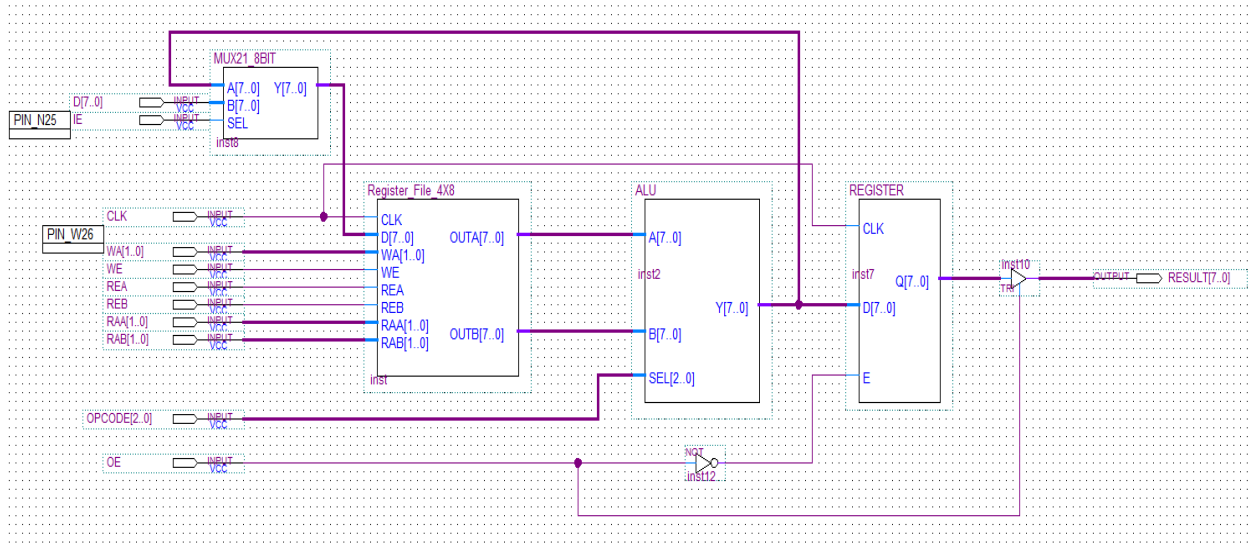 MUX21_8BIT
A[7..0] Y[7..0]
D[7..0] INPUT VCC B[7..0]
PIN_N25 IE INPUT VCC SEL
inst8
Register_File_4X8 ALU REGISTER
CLK INPUT VCC CLK CLK
PIN_W26 D[7..0] OUTA[7..0] A[7..0]
WA[1..0] INPUT VCC WA[1..0]
WE INPUT VCC WE inst2 inst7 inst10
REA INPUT VCC REA Q[7..0] TRI OUTPUT RESULT[7..0]
REB INPUT VCC REB Y[7..0] D[7..0]
RAA[1..0] INPUT VCC RAA[1..0]
RAB[1..0] INPUT VCC RAB[1..0] OUTB[7..0] B[7..0]
inst SEL[2..0] E
OPCODE[2..0] INPUT VCC
NOT
OE INPUT VCC
inst12